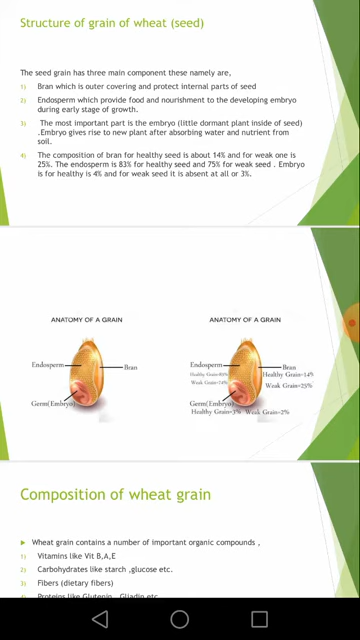 Structure of grain of wheat (seed)
The seed grain has three main component these namely are,
1) Bran which is outer covering and protect internal parts of seed
2) Endosperm which provide food and nourishment to the developing embryo
during early stage of growth.
3) The most important part is the embryo (little dormant plant inside of seed)
.Embryo gives rise to new plant after absorbing water and nutrient from
soil.
4) The composition of bran for healthy seed is about 14% and for weak one is
25%. The endosperm is 83% for healthy seed and 75% for weak seed . Embryo
is for healthy is 4% and for weak seed it is absent at all or 3%.
ANATOMY OF A GRAIN
Endosperm
Bran
Germ(Embryo)
ANATOMY OF A GRAIN
Endosperm
Bran
Healthy Grain=14%
Weak Grain=25%
Germ(Embryo)
Healthy Grain=3% Weak Grain=2%
Composition of wheat grain
Wheat grain contains a number of important organic compounds ,
1) Vitamins like Vit B,A,E
2) Carbohydrates like starch ,glucose etc.
3) Fibers (dietary fibers)
4) Proteins like Glutenin , Gliadin etc